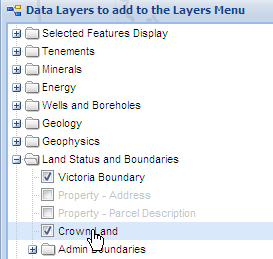 Data Layers to add to the Layers Menu
Selected Features Display
Tenements
Minerals
Energy
Wells and Boreholes
Geology
Geophysics
Land Status and Boundaries
Victoria Boundary
Property - Address
Property - Parcel Description
Crown Land
Admin Boundaries